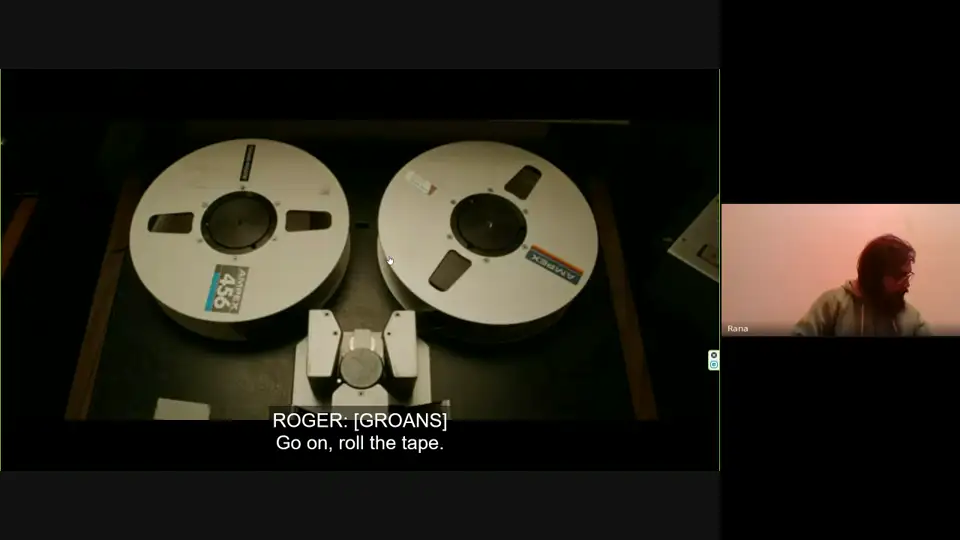 AMPEX
456
AMPEX
ROGER: [GROANS]
Go on, roll the tape.
Rana